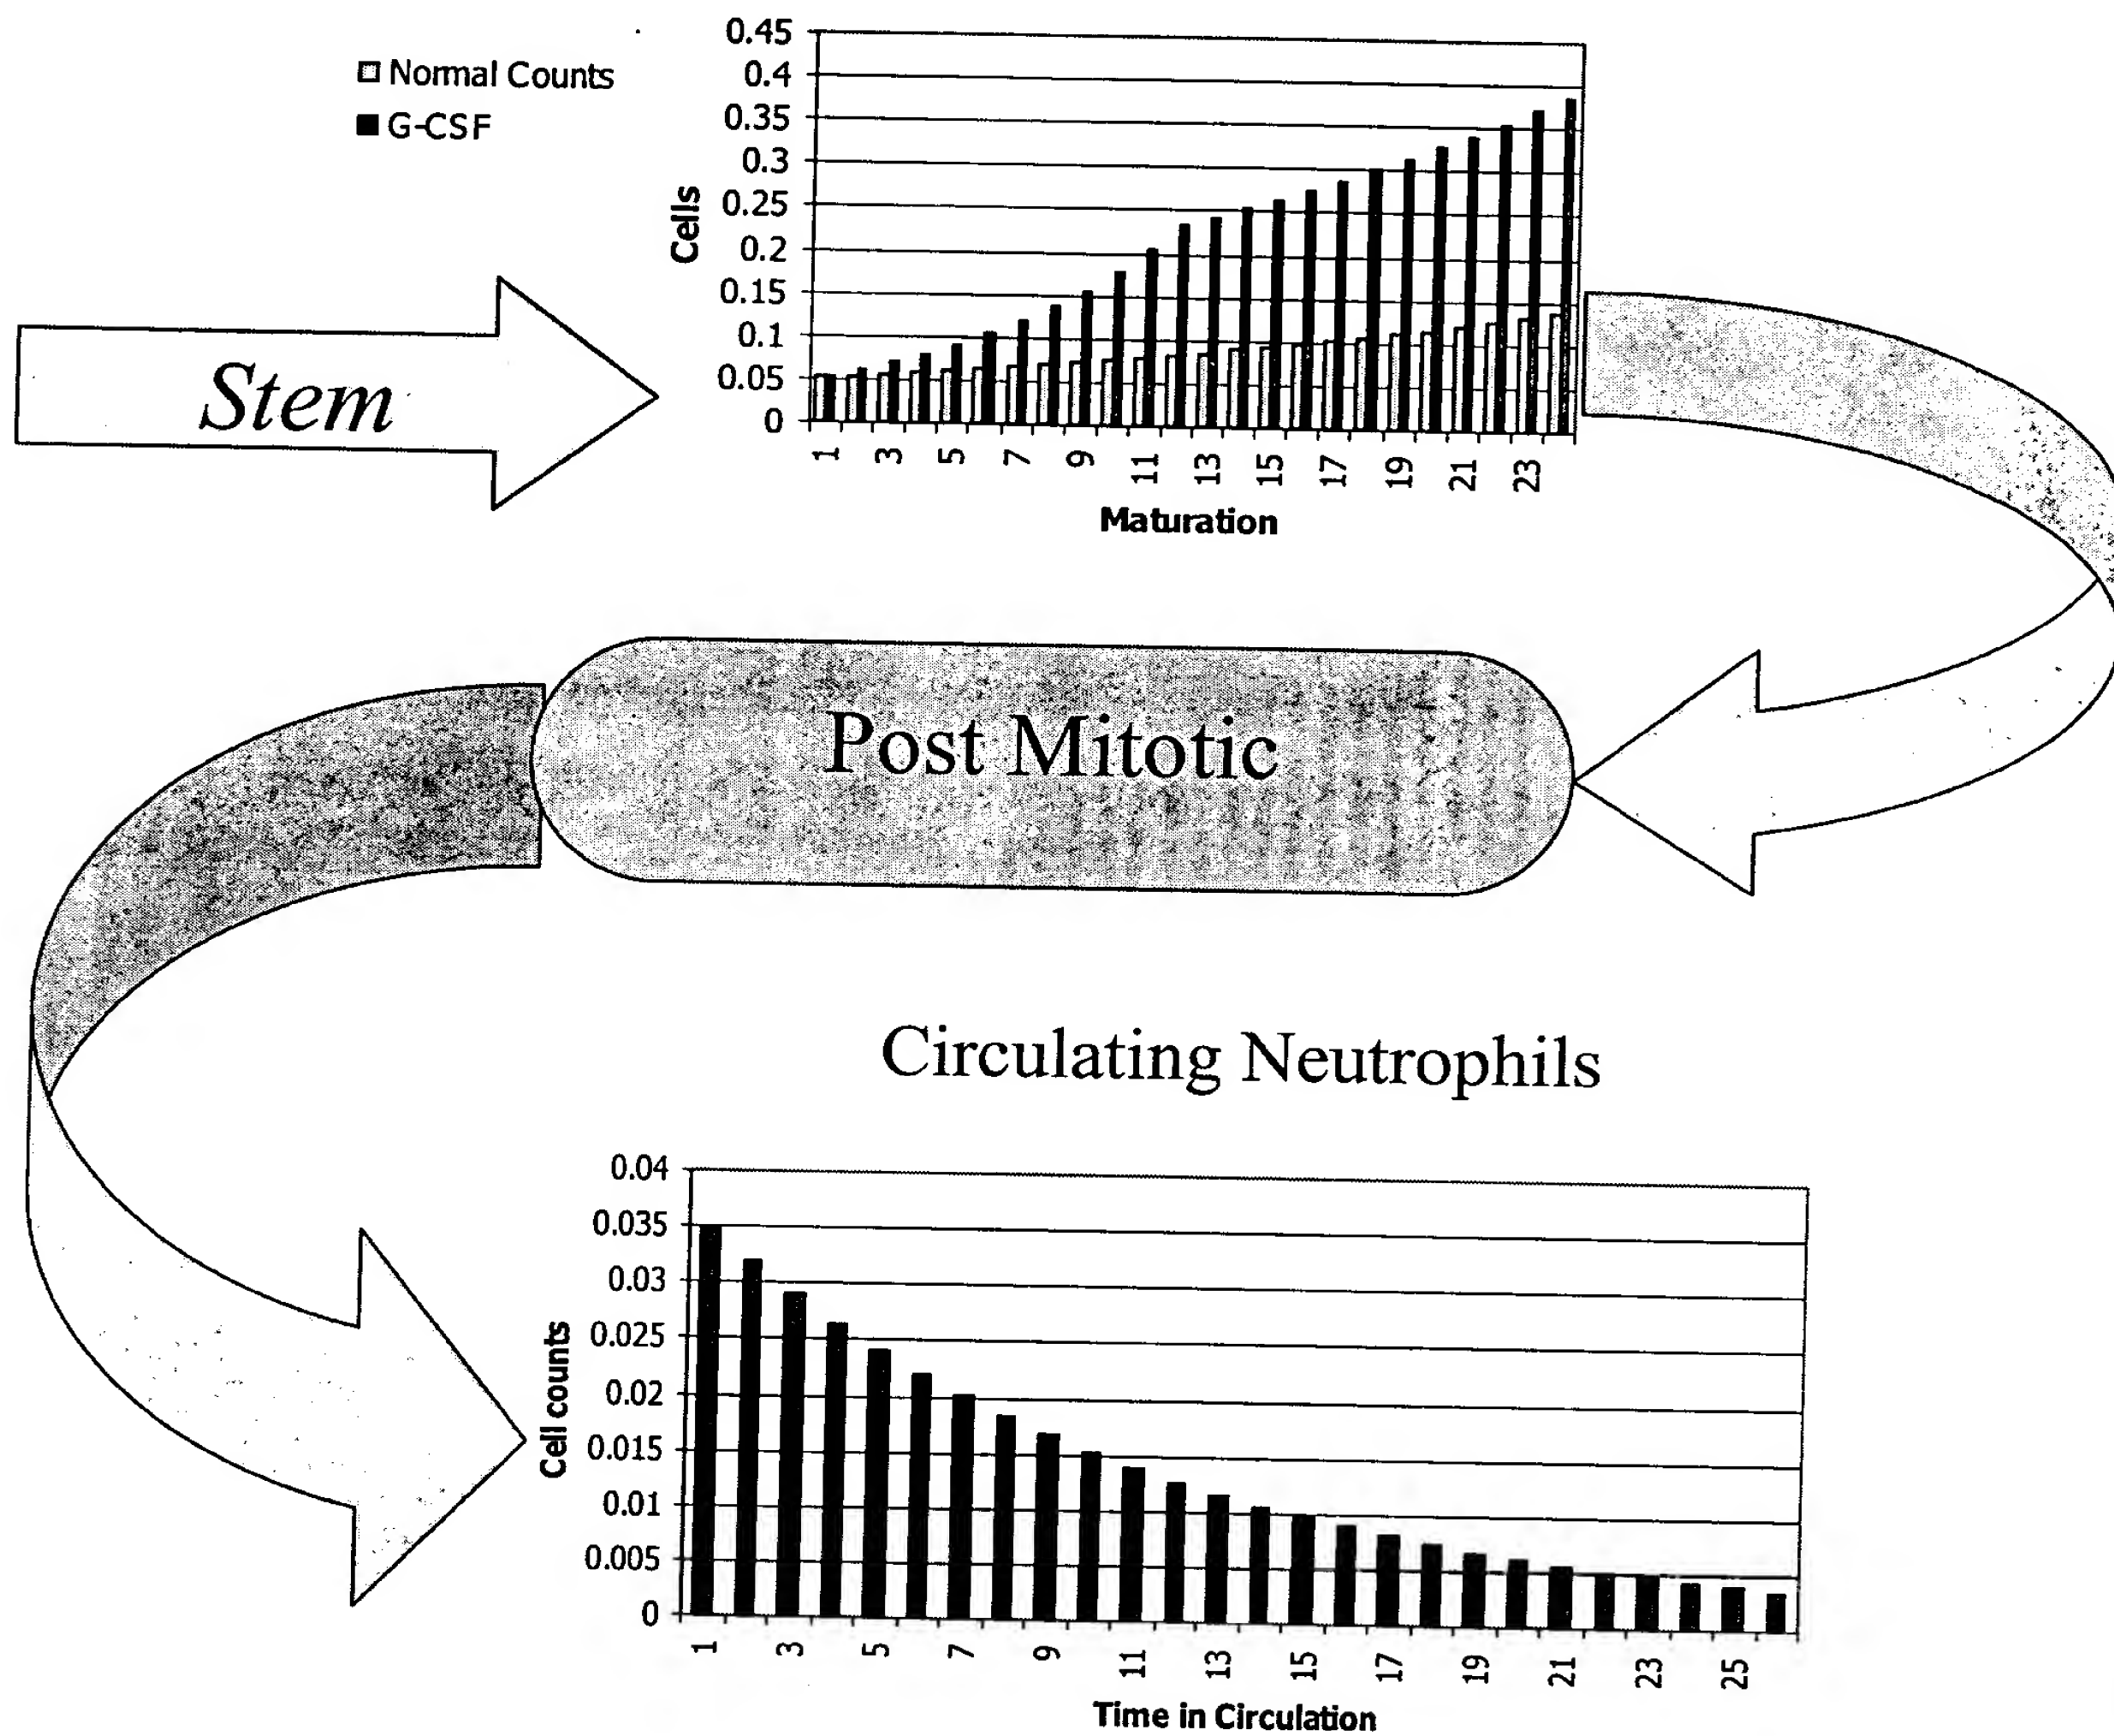 Normal Counts
G-CSF
Cells
0.45
0.4
0.35
0.3
0.25
0.2
0.15
0.1
0.05
0
1 3 5 7 9 11 13 15 17 19 21 23
Maturation
Stem
Post Mitotic
Circulating Neutrophils
Cell counts
0.04
0.035
0.03
0.025
0.02
0.015
0.01
0.005
0
1 3 5 7 9 11 13 15 17 19 21 23 25
Time in Circulation